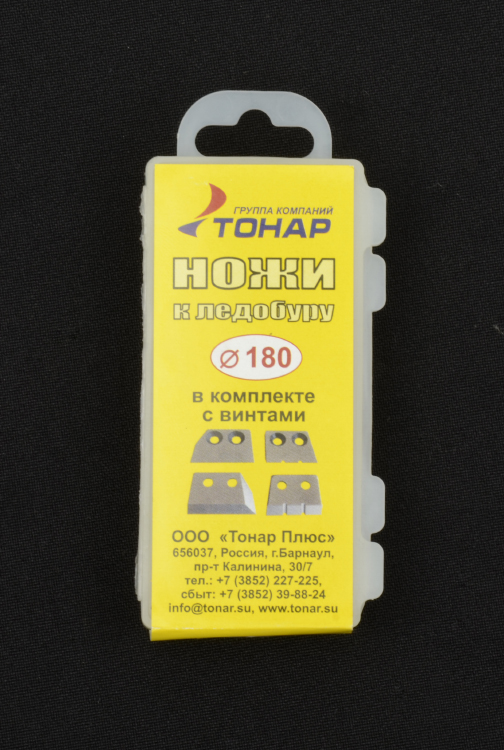 ГРУППА КОМПАНИЙ
ТОНАР
НОЖИ
к ледобуру
⌀ 180
в комплекте
с винтами
ООО «Тонар Плюс»
656037, Россия, г.Барнаул,
пр-т Калинина, 30/7
тел.: +7 (3852) 227-225,
сбыт: +7 (3852) 39-88-24
info@tonar.su, www.tonar.su